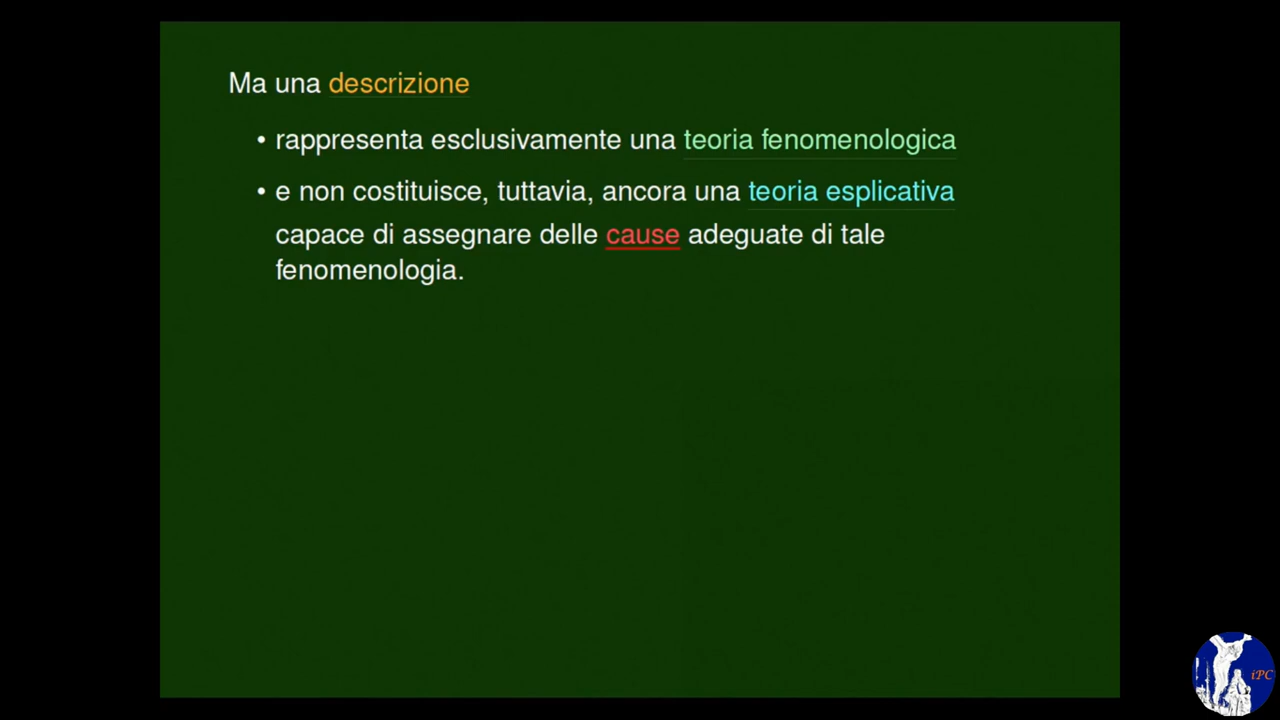 Ma una descrizione
• rappresenta esclusivamente una teoria fenomenologica
• e non costituisce, tuttavia, ancora una teoria esplicativa
capace di assegnare delle cause adeguate di tale
fenomenologia.
iPC